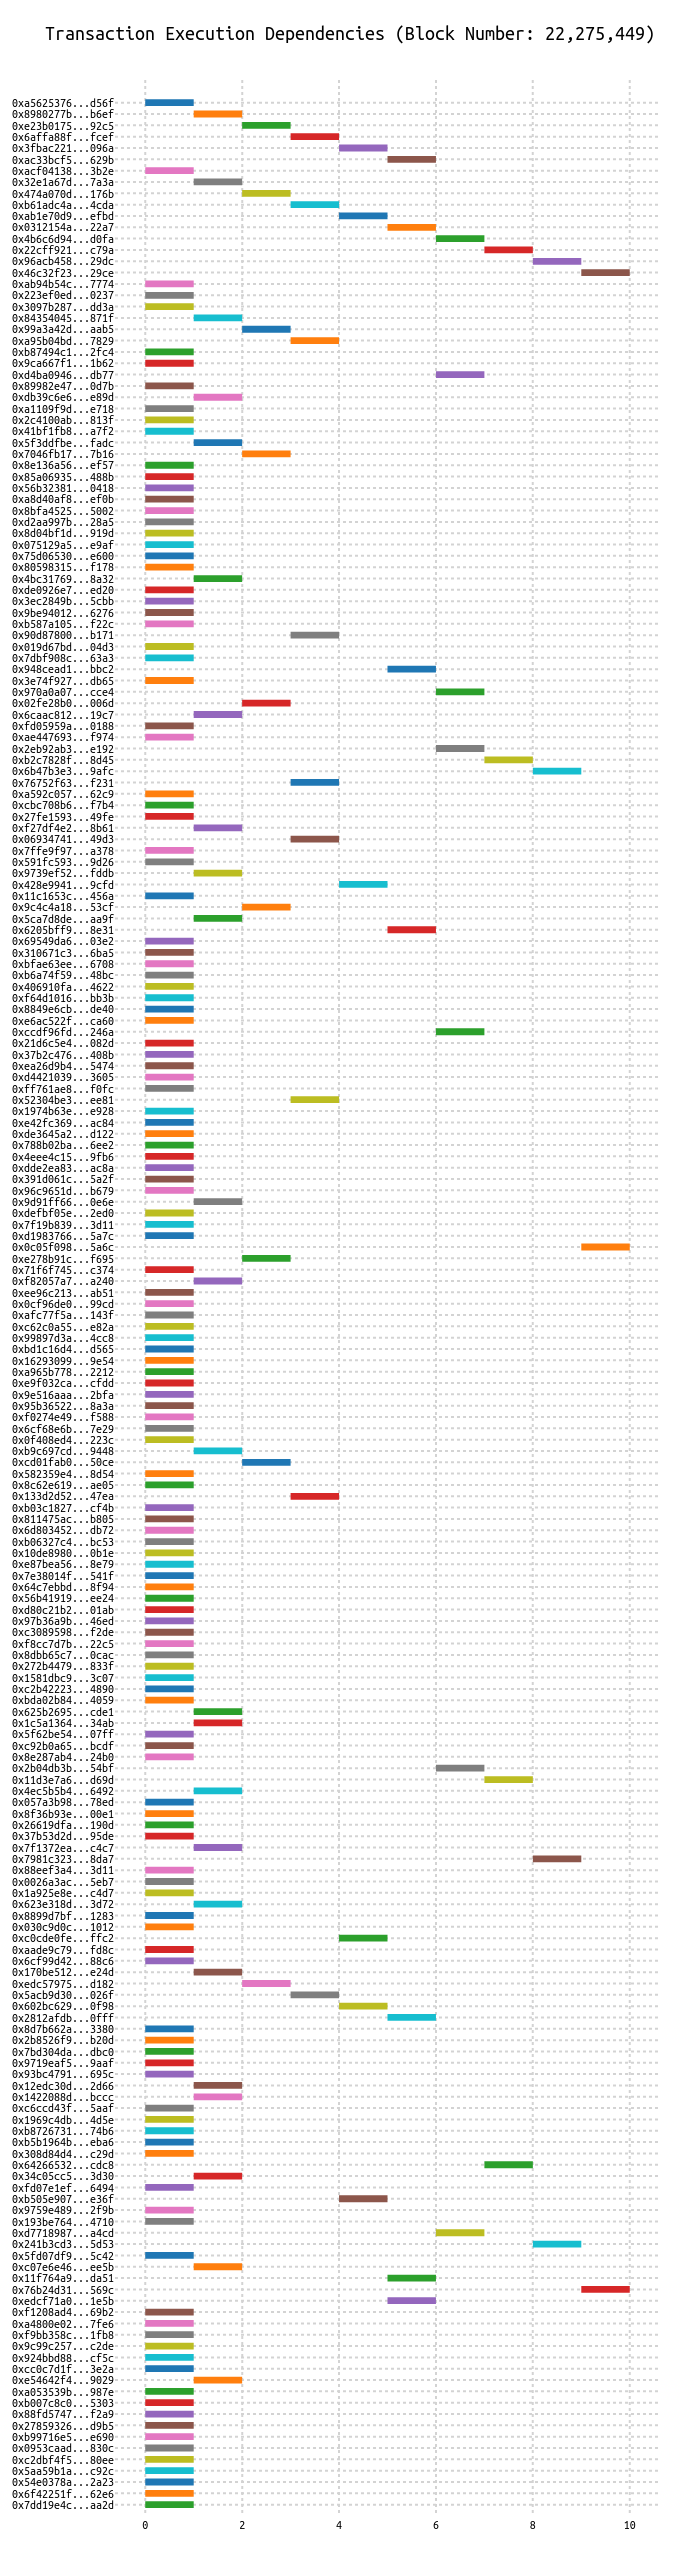 Transaction Execution Dependencies (Block Number: 22,275,449)
0xa5625376...d56f
0x8980277b...b6ef
0xe23b0175...92c5
0x6affa88f...fcef
0x3fbac221...096a
0xac33bcf5...629b
0xacf04138...3b2e
0x32e1a67d...7a3a
0x474a070d...176b
0xb61adc4a...4cda
0xab1e70d9...efbd
0x0312154a...22a7
0x4b6c6d94...d0fa
0x22cff921...c79a
0x96acb458...29dc
0x46c32f23...29ce
0xab94b54c...7774
0x223ef0ed...0237
0x3097b287...dd3a
0x84354045...871f
0x99a3a42d...aab5
0xa95b04bd...7829
0xb87494c1...2fc4
0x9ca667f1...1b62
0xd4ba0946...db77
0x89982e47...0d7b
0xdb39c6e6...e89d
0xa1109f9d...e718
0x2c4100ab...813f
0x41bf1fb8...a7f2
0x5f3ddfbe...fadc
0x7046fb17...7b16
0x8e136a56...ef57
0x85a06935...488b
0x56b32381...0418
0xa8d40af8...ef0b
0x8bfa4525...5002
0xd2aa997b...28a5
0x8d04bf1d...919d
0x075129a5...e9af
0x75d06530...e600
0x80598315...f178
0x4bc31769...8a32
0xde0926e7...ed20
0x3ec2849b...5cbb
0x9be94012...6276
0xb587a105...f22c
0x90d87800...b171
0x019d67bd...04d3
0x7dbf908c...63a3
0x948cead1...bbc2
0x3e74f927...db65
0x970a0a07...cce4
0x02fe28b0...006d
0x6caac812...19c7
0xfd05959a...0188
0xae447693...f974
0x2eb92ab3...e192
0xb2c7828f...8d45
0x6b47b3e3...9afc
0x76752f63...f231
0xa592c057...62c9
0xcbc708b6...f7b4
0x27fe1593...49fe
0xf27df4e2...8b61
0x06934741...49d3
0x7ffe9f97...a378
0x591fc593...9d26
0x9739ef52...fddb
0x428e9941...9cfd
0x11c1653c...456a
0x9c4c4a18...53cf
0x5ca7d8de...aa9f
0x6205bff9...8e31
0x69549da6...03e2
0x310671c3...6ba5
0xbfae63ee...6708
0xb6a74f59...48bc
0x406910fa...4622
0xf64d1016...bb3b
0x8849e6cb...de40
0xe6ac522f...ca60
0xccdf96fd...246a
0x21d6c5e4...082d
0x37b2c476...408b
0xea26d9b4...5474
0xd4421039...3605
0xff761ae8...f0fc
0x52304be3...ee81
0x1974b63e...e928
0xe42fc369...ac84
0xde3645a2...d122
0x788b02ba...6ee2
0x4eee4c15...9fb6
0xdde2ea83...ac8a
0x391d061c...5a2f
0x96c9651d...b679
0x9d91ff66...0e6e
0xdefbf05e...2ed0
0x7f19b839...3d11
0xd1983766...5a7c
0x0c05f098...5a6c
0xe278b91c...f695
0x71f6f745...c374
0xf82057a7...a240
0xee96c213...ab51
0x0cf96de0...99cd
0xafc77f5a...143f
0xc62c0a55...e82a
0x99897d3a...4cc8
0xbd1c16d4...d565
0x16293099...9e54
0xa965b778...2212
0xe9f032ca...cfdd
0x9e516aaa...2bfa
0x95b36522...8a3a
0xf0274e49...f588
0x6cf68e6b...7e29
0x0f408ed4...223c
0xb9c697cd...9448
0xcd01fab0...50ce
0x582359e4...8d54
0x8c62e619...ae05
0x133d2d52...47ea
0xb03c1827...cf4b
0x811475ac...b805
0x6d803452...db72
0xb06327c4...bc53
0x10de8980...0b1e
0xe87bea56...8e79
0x7e38014f...541f
0x64c7ebbd...8f94
0x56b41919...ee24
0xd80c21b2...01ab
0x97b36a9b...46ed
0xc3089598...f2de
0xf8cc7d7b...22c5
0x8dbb65c7...0cac
0x272b4479...833f
0x1581dbc9...3c07
0xc2b42223...4890
0xbda02b84...4059
0x625b2695...cde1
0x1c5a1364...34ab
0x5f62be54...07ff
0xc92b0a65...bcdf
0x8e287ab4...24b0
0x2b04db3b...54bf
0x11d3e7a6...d69d
0x4ec5b5b4...6492
0x057a3b98...78ed
0x8f36b93e...00e1
0x26619dfa...190d
0x37b53d2d...95de
0x7f1372ea...c4c7
0x7981c323...8da7
0x88eef3a4...3d11
0x0026a3ac...5eb7
0x1a925e8e...c4d7
0x623e318d...3d72
0x8899d7bf...1283
0x030c9d0c...1012
0xc0cde0fe...ffc2
0xaade9c79...fd8c
0x6cf99d42...88c6
0x170be512...e24d
0xedc57975...d182
0x5acb9d30...026f
0x602bc629...0f98
0x2812afdb...0fff
0x8d7b662a...3380
0x2b8526f9...b20d
0x7bd304da...dbc0
0x9719eaf5...9aaf
0x93bc4791...695c
0x12edc30d...2d66
0x1422088d...bccc
0xc6ccd43f...5aaf
0x1969c4db...4d5e
0xb8726731...74b6
0xb5b1964b...eba6
0x308d84d4...c29d
0x64266532...cdc8
0x34c05cc5...3d30
0xfd07e1ef...6494
0xb505e907...e36f
0x9759e489...2f9b
0x193be764...4710
0xd7718987...a4cd
0x241b3cd3...5d53
0x5fd07df9...5c42
0xc07e6e46...ee5b
0x11f764a9...da51
0x76b24d31...569c
0xedcf71a0...1e5b
0xf1208ad4...69b2
0xa4800e02...7fe6
0xf9bb358c...1fb8
0x9c99c257...c2de
0x924bbd88...cf5c
0xcc0c7d1f...3e2a
0xe54642f4...9029
0xa053539b...987e
0xb007c8c0...5303
0x88fd5747...f2a9
0x27859326...d9b5
0xb99716e5...e690
0x0953caad...830c
0xc2dbf4f5...80ee
0x5aa59b1a...c92c
0x54e0378a...2a23
0x6f42251f...62e6
0x7dd19e4c...aa2d
0 2 4 6 8 10